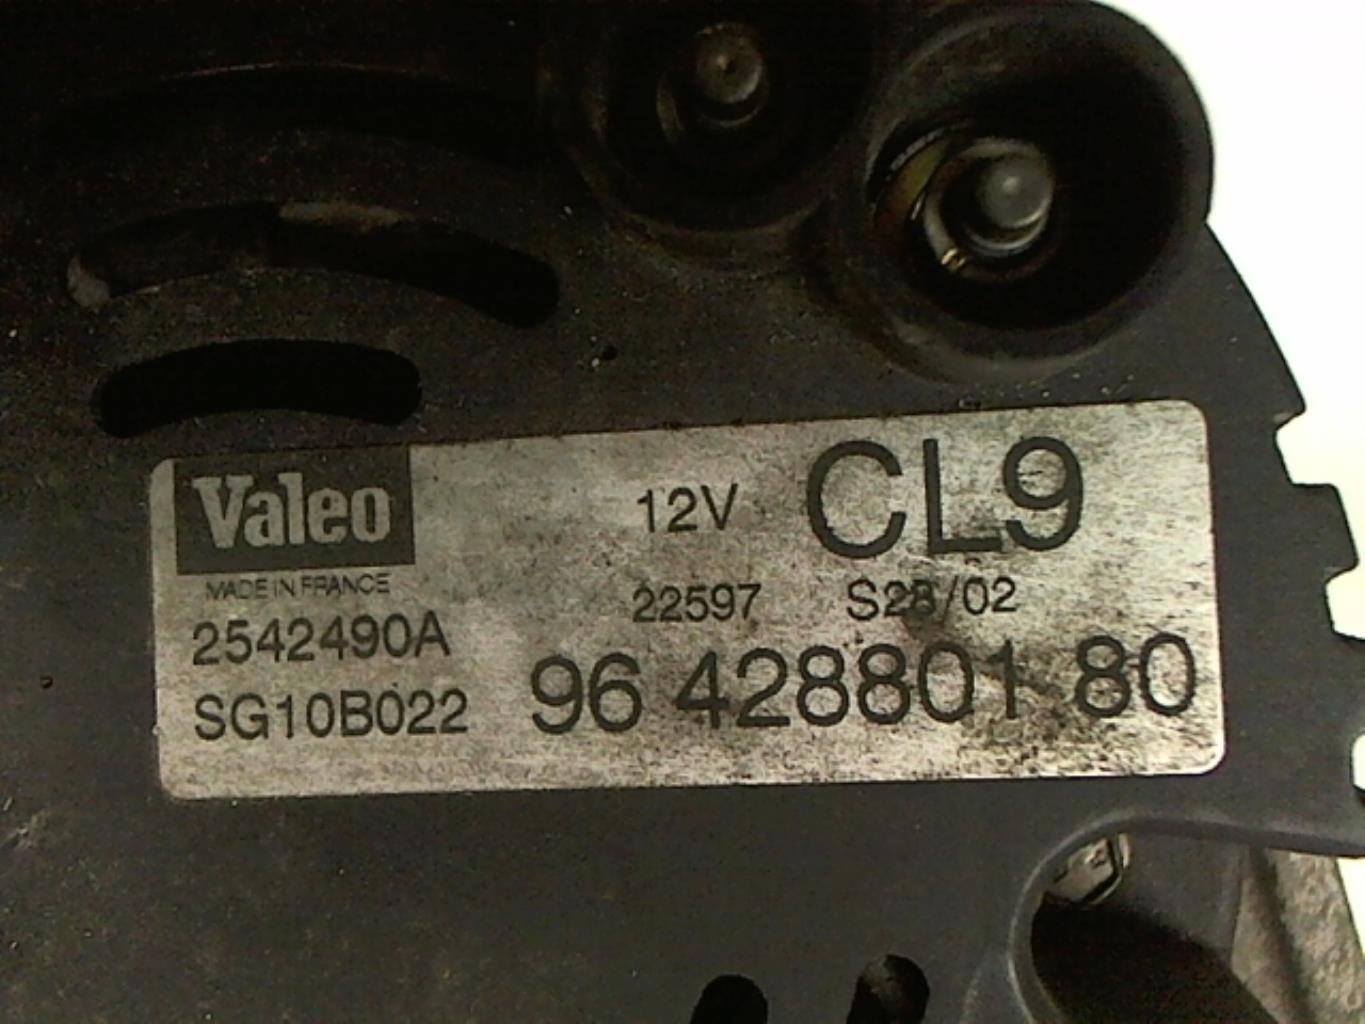 Valeo
MADE IN FRANCE
12V CL9
22597 S28/02
2542490A
SG10B022 96 428801 80